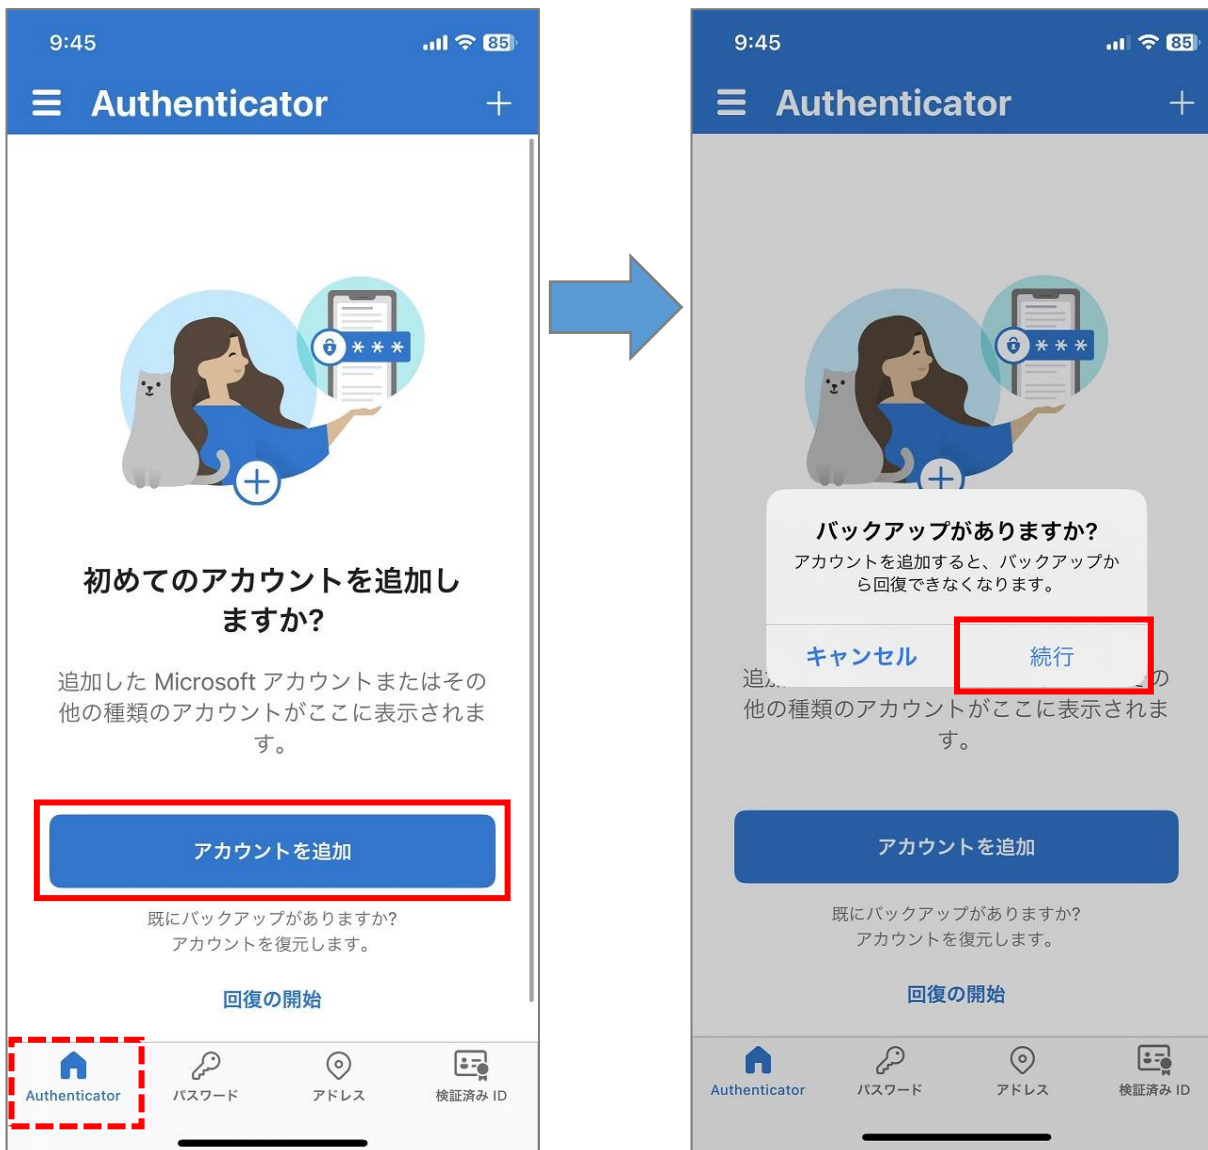 9:45
85
Authenticator
* * *
初めてのアカウントを追加し
ますか?
追加した Microsoft アカウントまたはその
他の種類のアカウントがここに表示されま
す。
アカウントを追加
既にバックアップがありますか?
アカウントを復元します。
回復の開始
Authenticator
パスワード
アドレス
検証済み ID
9:45
85
Authenticator
* * *
バックアップがありますか?
アカウントを追加すると、バックアップか
ら回復できなくなります。
キャンセル
続行
追
の
他の種類のアカウントがここに表示されま
す。
アカウントを追加
既にバックアップがありますか?
アカウントを復元します。
回復の開始
Authenticator
パスワード
アドレス
検証済み ID